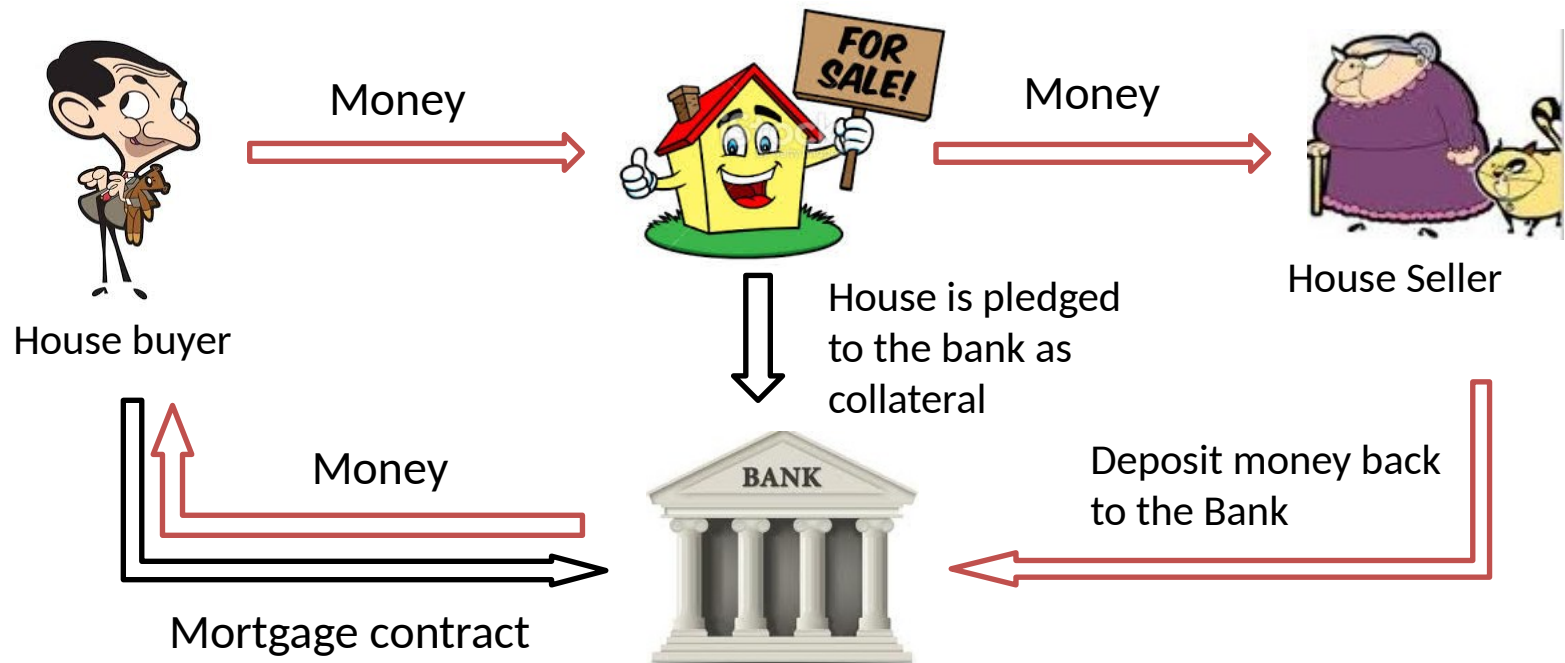 FOR
SALE!
Money
Money
House buyer
House is pledged
to the bank as
collateral
House Seller
Money
BANK
Deposit money back
to the Bank
Mortgage contract